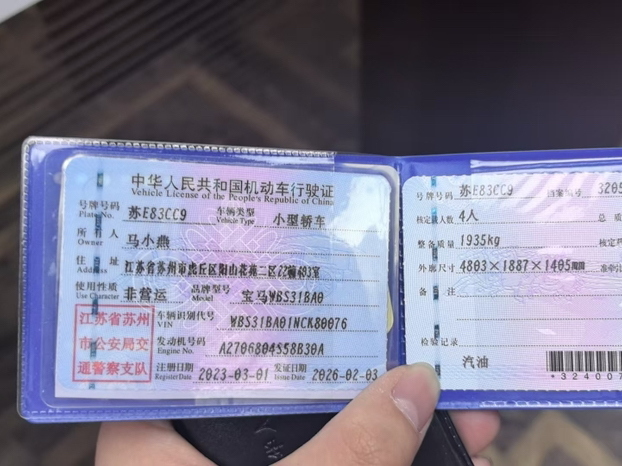 中华人民共和国机动车行驶证
Vehicle License of the People's Republic of China
号牌号码 Plate No. 苏E83CC9 车辆类型 Vehicle Type 小型轿车
所有人 Owner 马小燕
住址 Address 江苏省苏州市虎丘区阳山花苑二区22幢403室
使用性质 Use Character 非营运 品牌型号 Model 宝马WBS31BA0
江苏省苏州
市公安局交
通警察支队
车辆识别代号 VIN WBS31BA01NCK80076
发动机号码 Engine No. A2706804S58B30A
注册日期 Register Date 2023-03-01 发证日期 Issue Date 2026-02-03
号牌号码 苏E83CC9 档案编号 3205
核定载人数 4人 总质
整备质量 1935kg 核定
外廓尺寸 4803×1887×1405 准牵
备注
检验记录
汽油
*324007